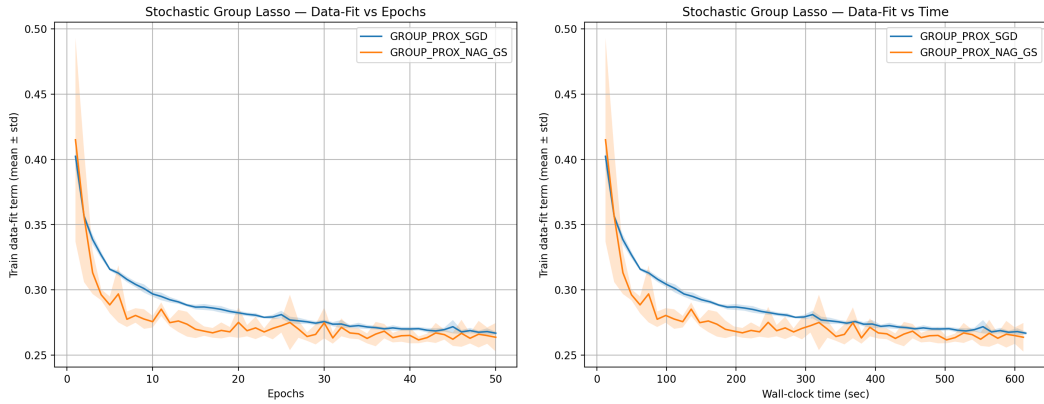 Stochastic Group Lasso — Data-Fit vs Epochs
GROUP_PROX_SGD
GROUP_PROX_NAG_GS
Train data-fit term (mean ± std)
0.50
0.45
0.40
0.35
0.30
0.25
0 10 20 30 40 50
Epochs
Stochastic Group Lasso — Data-Fit vs Time
GROUP_PROX_SGD
GROUP_PROX_NAG_GS
Train data-fit term (mean ± std)
0.50
0.45
0.40
0.35
0.30
0.25
0 100 200 300 400 500 600
Wall-clock time (sec)